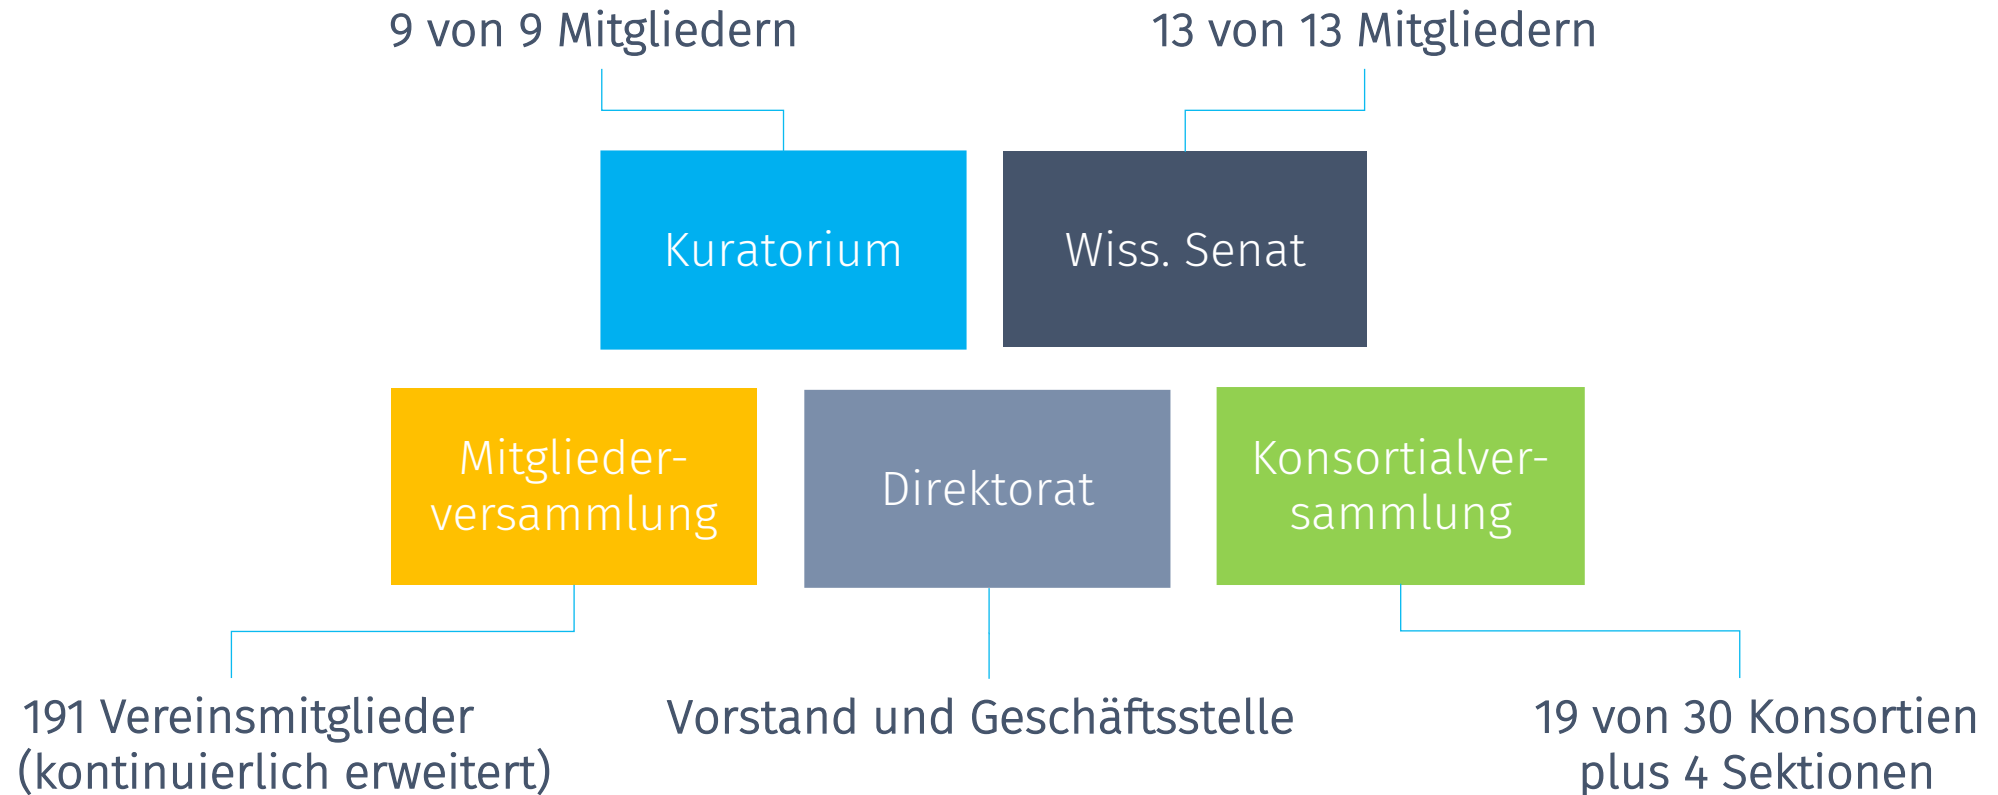 9 von 9 Mitgliedern
13 von 13 Mitgliedern
Kuratorium
Wiss. Senat
Mitglieder-
versammlung
Direktorat
Konsortialver-
sammlung
191 Vereinsmitglieder
(kontinuierlich erweitert)
Vorstand und Geschäftsstelle
19 von 30 Konsortien
plus 4 Sektionen